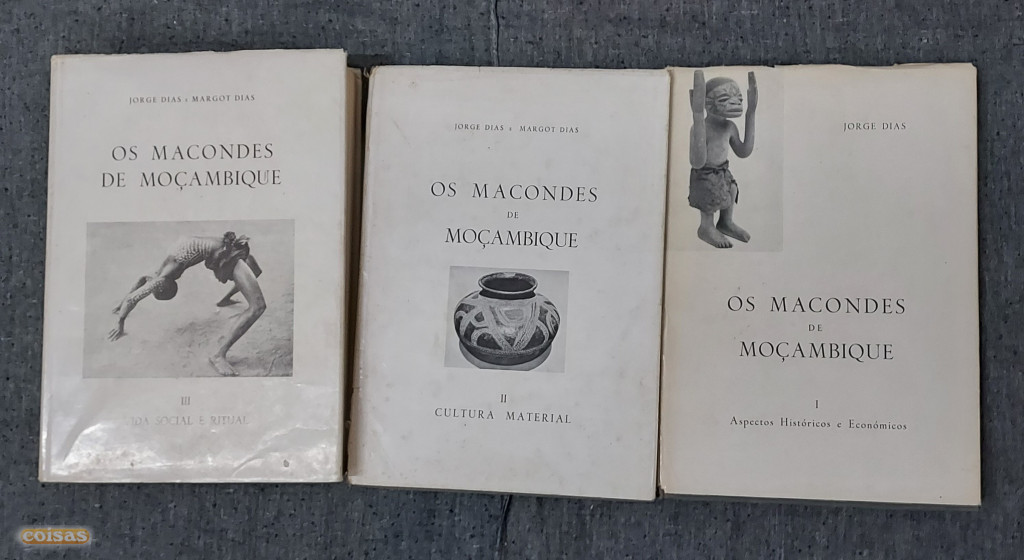 JORGE DIAS E MARGOT DIAS
OS MACONDES
DE MOÇAMBIQUE
III
VIDA SOCIAL E RITUAL
JORGE DIAS E MARGOT DIAS
OS MACONDES
DE
MOÇAMBIQUE
II
CULTURA MATERIAL
JORGE DIAS
OS MACONDES
DE
MOÇAMBIQUE
I
Aspectos Históricos e Económicos
coisas